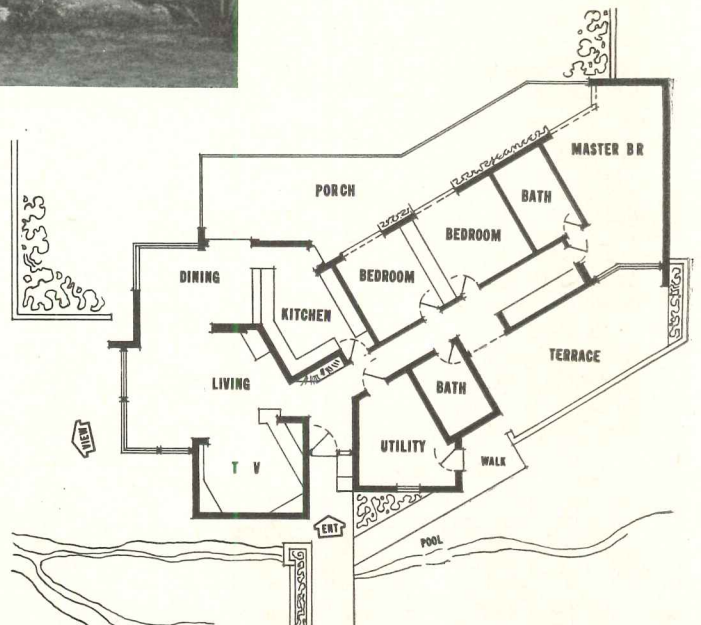 MASTER BR
PORCH
BATH
BEDROOM
DINING
BEDROOM
KITCHEN
TERRACE
LIVING
BATH
VIEW
UTILITY
T V
WALK
ENT
POOL